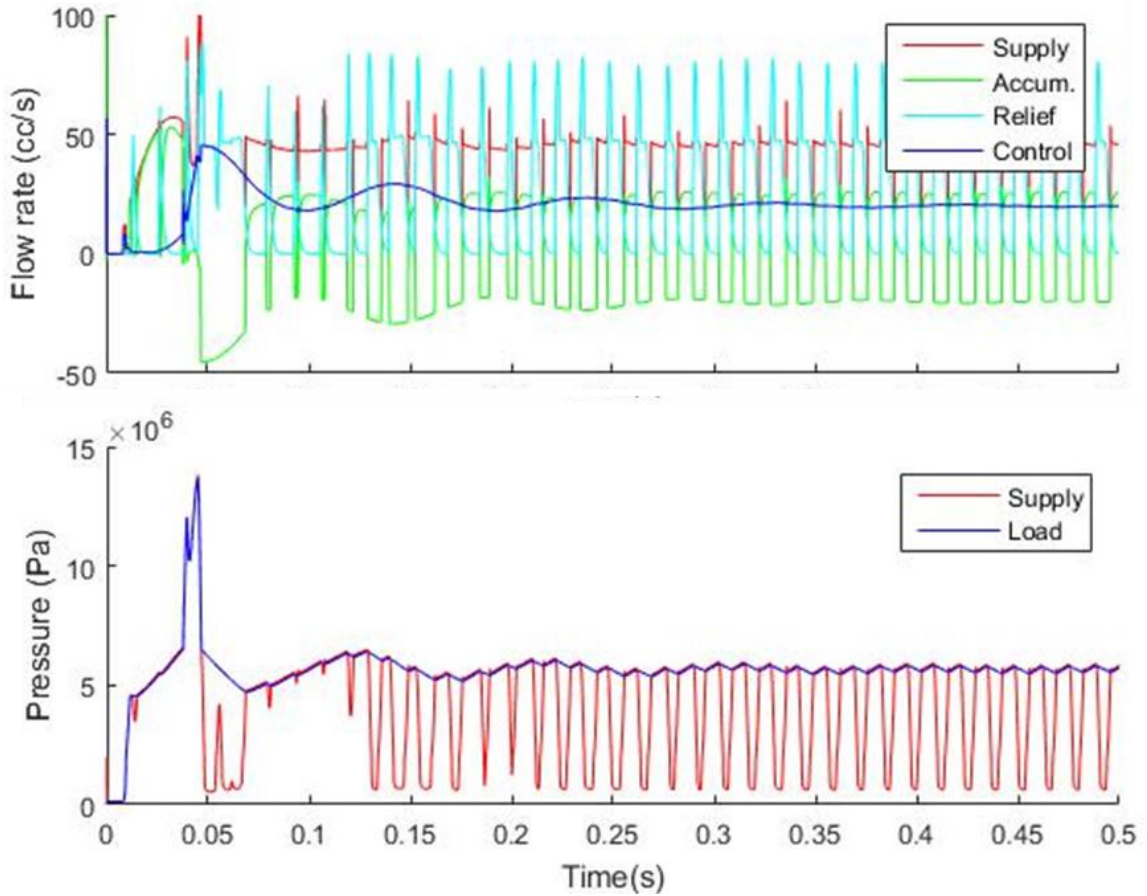 100
50
0
-50
Flow rate (cc/s)
Supply
Accum.
Relief
Control
× 10⁶
15
10
5
0
Pressure (Pa)
Supply
Load
0 0.05 0.1 0.15 0.2 0.25 0.3 0.35 0.4 0.45 0.5
Time(s)